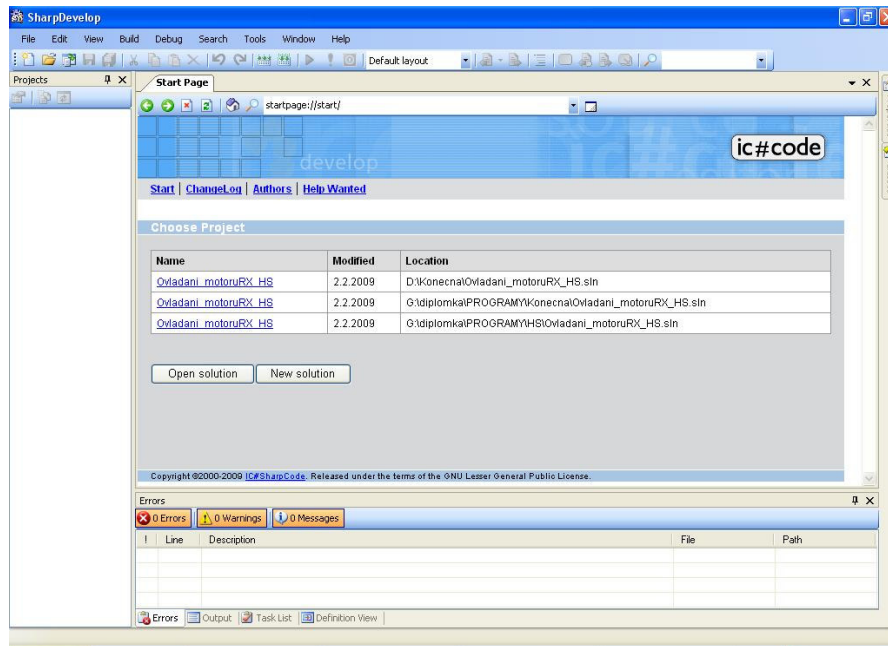 SharpDevelop
File Edit View Build Debug Search Tools Window Help
Default layout
Projects
Start Page
startpage://start/
develop
ic#code
ic#code
Start | ChangeLog | Authors | Help Wanted
Choose Project
Name Modified Location
Ovladani_motoruRX_HS 2.2.2009 D:\Konecna\Ovladani_motoruRX_HS.sln
Ovladani_motoruRX_HS 2.2.2009 G:\diplomka\PROGRAMY\Konecna\Ovladani_motoruRX_HS.sln
Ovladani_motoruRX_HS 2.2.2009 G:\diplomka\PROGRAMY\HS\Ovladani_motoruRX_HS.sln
Open solution New solution
Copyright ©2000-2009 IC#SharpCode. Released under the terms of the GNU Lesser General Public License.
Errors
0 Errors 0 Warnings 0 Messages
! Line Description File Path
Errors Output Task List Definition View